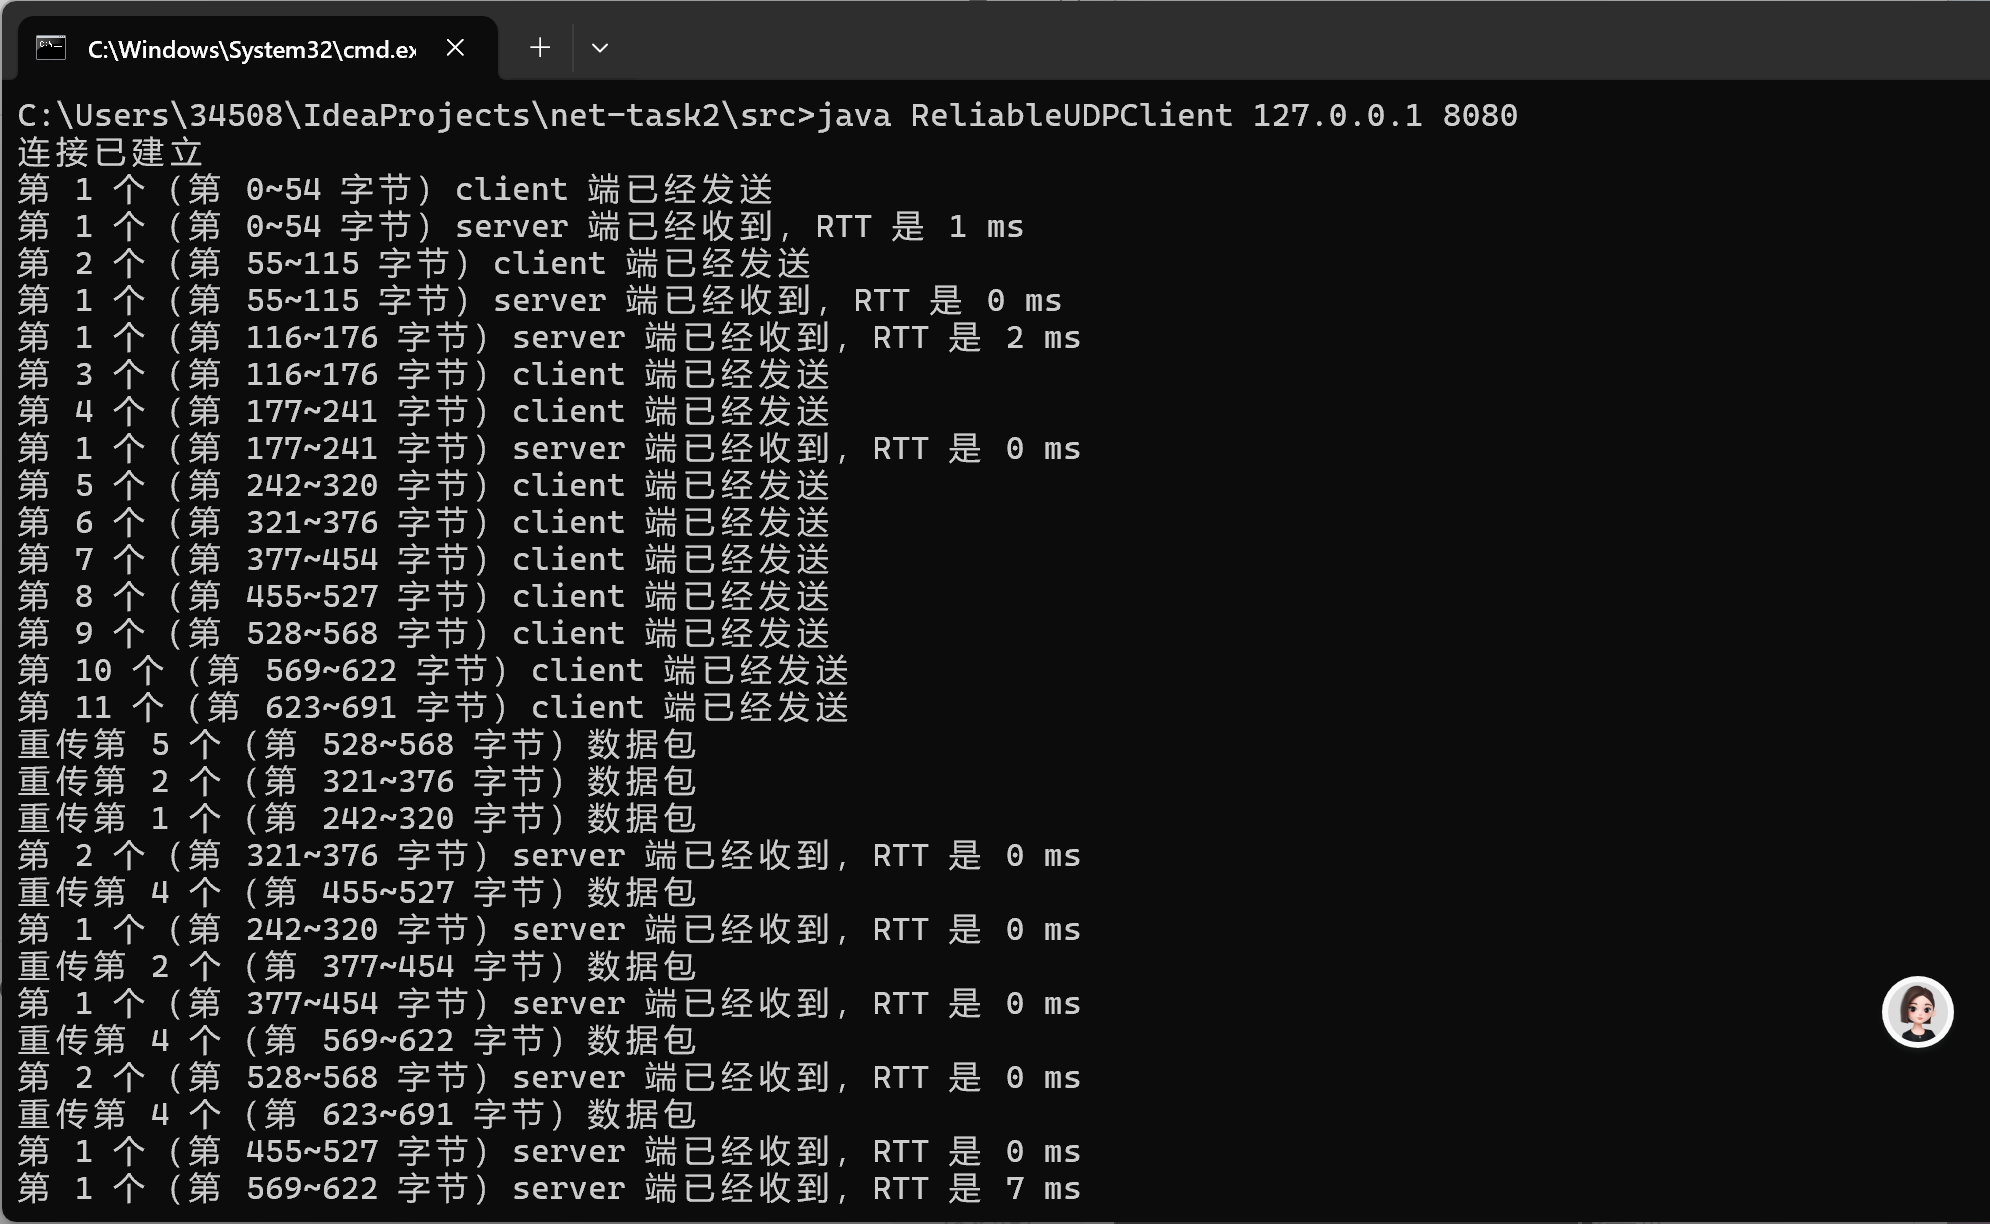 C:\Windows\System32\cmd.ex
C:\Users\34508\IdeaProjects\net-task2\src>java ReliableUDPClient 127.0.0.1 8080
连接已建立
第 1 个（第 0~54 字节）client 端已经发送
第 1 个（第 0~54 字节）server 端已经收到，RTT 是 1 ms
第 2 个（第 55~115 字节）client 端已经发送
第 1 个（第 55~115 字节）server 端已经收到，RTT 是 0 ms
第 1 个（第 116~176 字节）server 端已经收到，RTT 是 2 ms
第 3 个（第 116~176 字节）client 端已经发送
第 4 个（第 177~241 字节）client 端已经发送
第 1 个（第 177~241 字节）server 端已经收到，RTT 是 0 ms
第 5 个（第 242~320 字节）client 端已经发送
第 6 个（第 321~376 字节）client 端已经发送
第 7 个（第 377~454 字节）client 端已经发送
第 8 个（第 455~527 字节）client 端已经发送
第 9 个（第 528~568 字节）client 端已经发送
第 10 个（第 569~622 字节）client 端已经发送
第 11 个（第 623~691 字节）client 端已经发送
重传第 5 个（第 528~568 字节）数据包
重传第 2 个（第 321~376 字节）数据包
重传第 1 个（第 242~320 字节）数据包
第 2 个（第 321~376 字节）server 端已经收到，RTT 是 0 ms
重传第 4 个（第 455~527 字节）数据包
第 1 个（第 242~320 字节）server 端已经收到，RTT 是 0 ms
重传第 2 个（第 377~454 字节）数据包
第 1 个（第 377~454 字节）server 端已经收到，RTT 是 0 ms
重传第 4 个（第 569~622 字节）数据包
第 2 个（第 528~568 字节）server 端已经收到，RTT 是 0 ms
重传第 4 个（第 623~691 字节）数据包
第 1 个（第 455~527 字节）server 端已经收到，RTT 是 0 ms
第 1 个（第 569~622 字节）server 端已经收到，RTT 是 7 ms